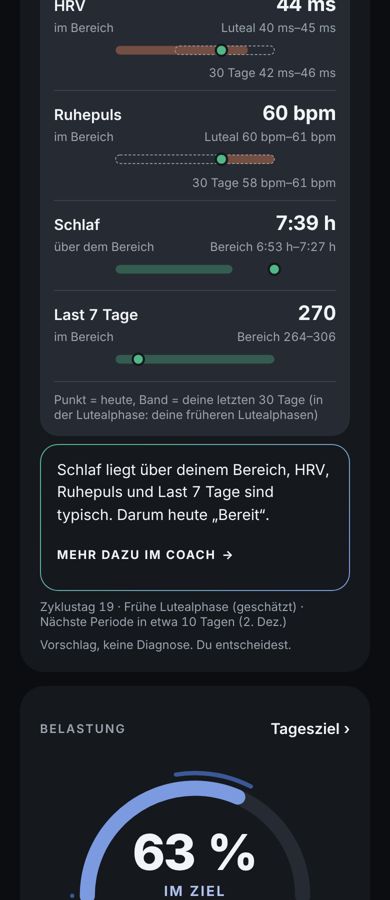 HRV
44 ms
im Bereich
Luteal 40 ms–45 ms
30 Tage 42 ms–46 ms
Ruhepuls
60 bpm
im Bereich
Luteal 60 bpm–61 bpm
30 Tage 58 bpm–61 bpm
Schlaf
7:39 h
über dem Bereich
Bereich 6:53 h–7:27 h
Last 7 Tage
270
im Bereich
Bereich 264–306
Punkt = heute, Band = deine letzten 30 Tage (in
der Lutealphase: deine früheren Lutealphasen)
Schlaf liegt über deinem Bereich, HRV,
Ruhepuls und Last 7 Tage sind
typisch. Darum heute „Bereit“.
MEHR DAZU IM COACH →
Zyklustag 19 · Frühe Lutealphase (geschätzt) ·
Nächste Periode in etwa 10 Tagen (2. Dez.)
Vorschlag, keine Diagnose. Du entscheidest.
BELASTUNG
Tagesziel ›
63 %
IM ZIEL